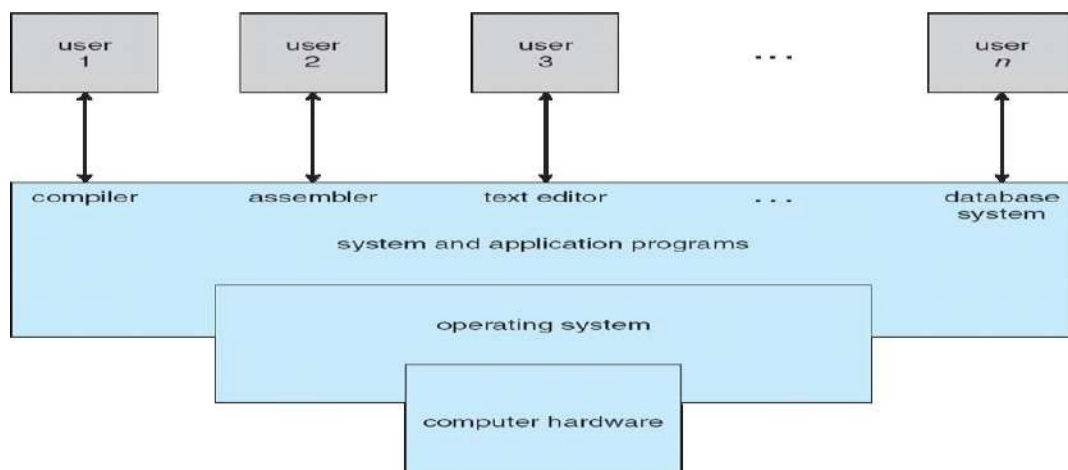 user
1
user
2
user
3
...
user
n
compiler
assembler
text editor
...
database
system
system and application programs
operating system
computer hardware